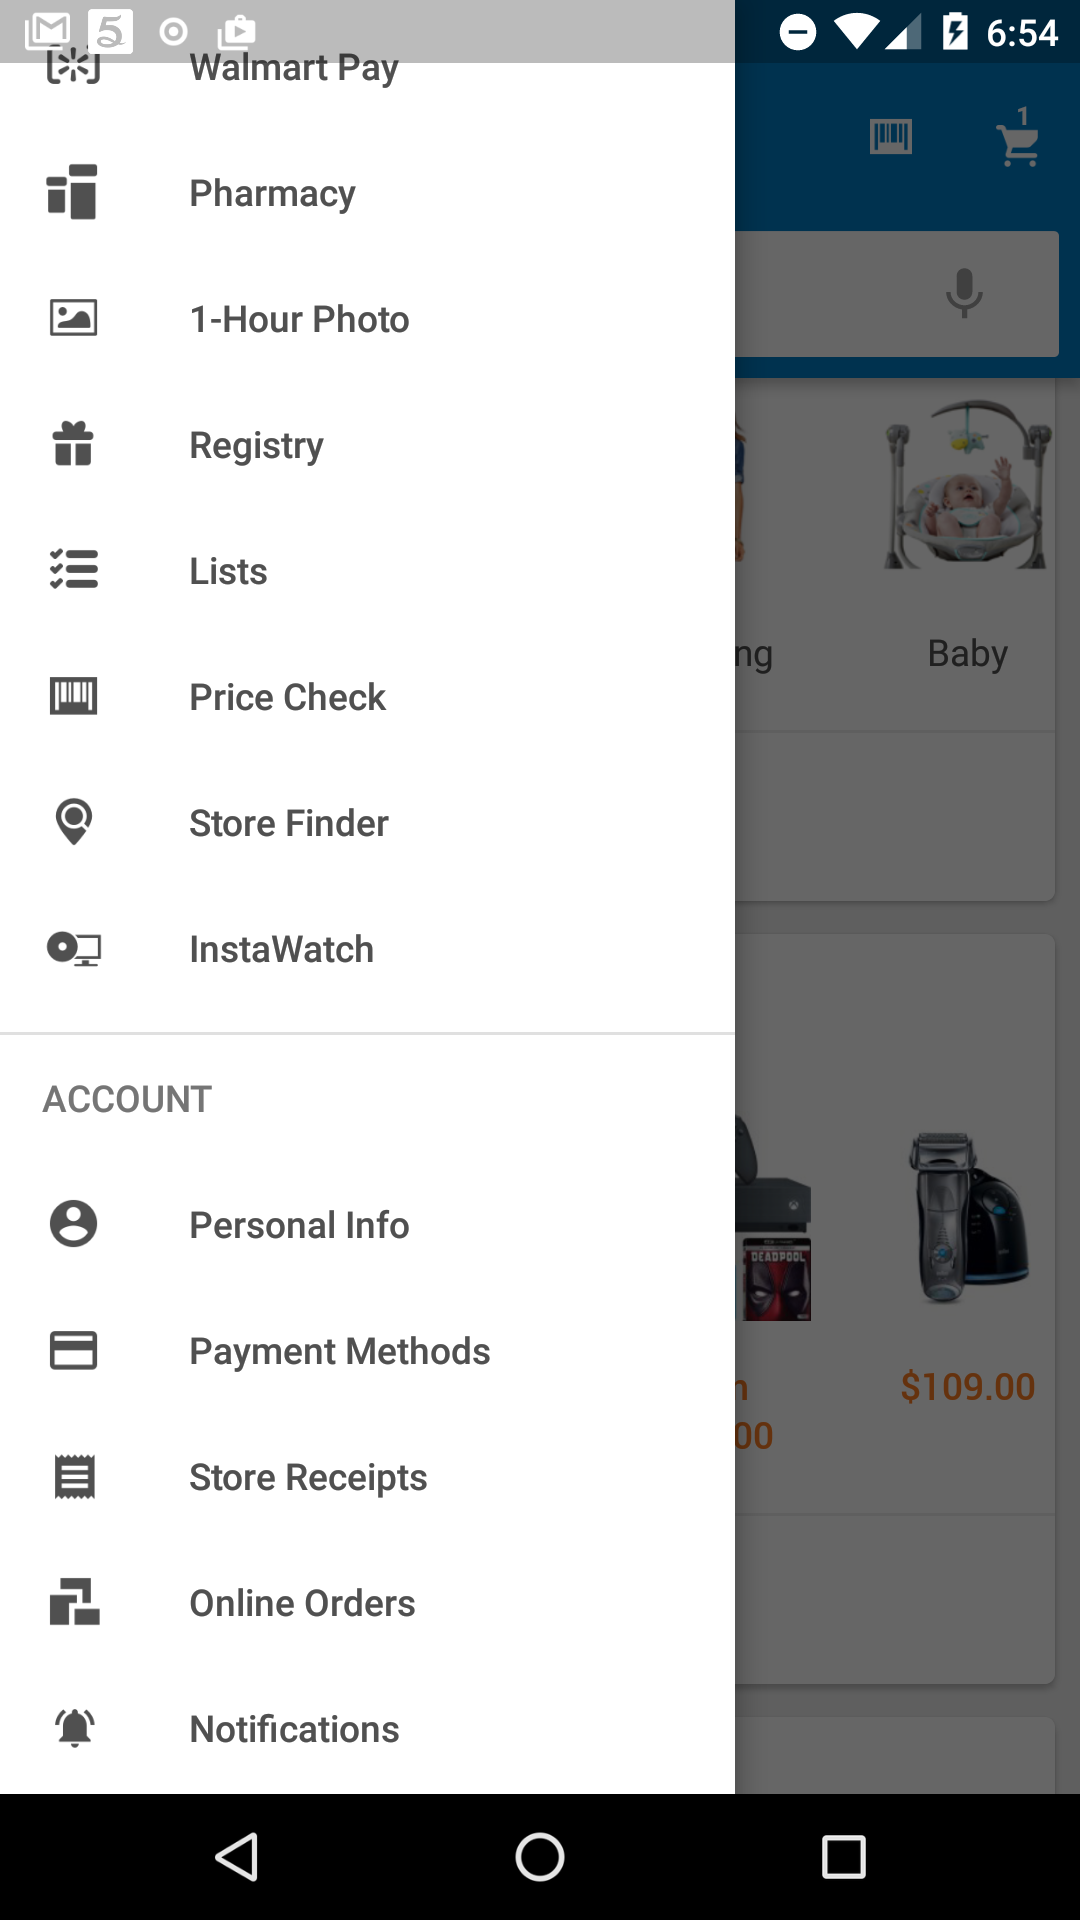 6:54
Walmart Pay
1
Pharmacy
1-Hour Photo
Registry
Lists
ng
Baby
Price Check
Store Finder
InstaWatch
ACCOUNT
Personal Info
DEADPOOL
Payment Methods
$109.00
00
Store Receipts
Online Orders
Notifications